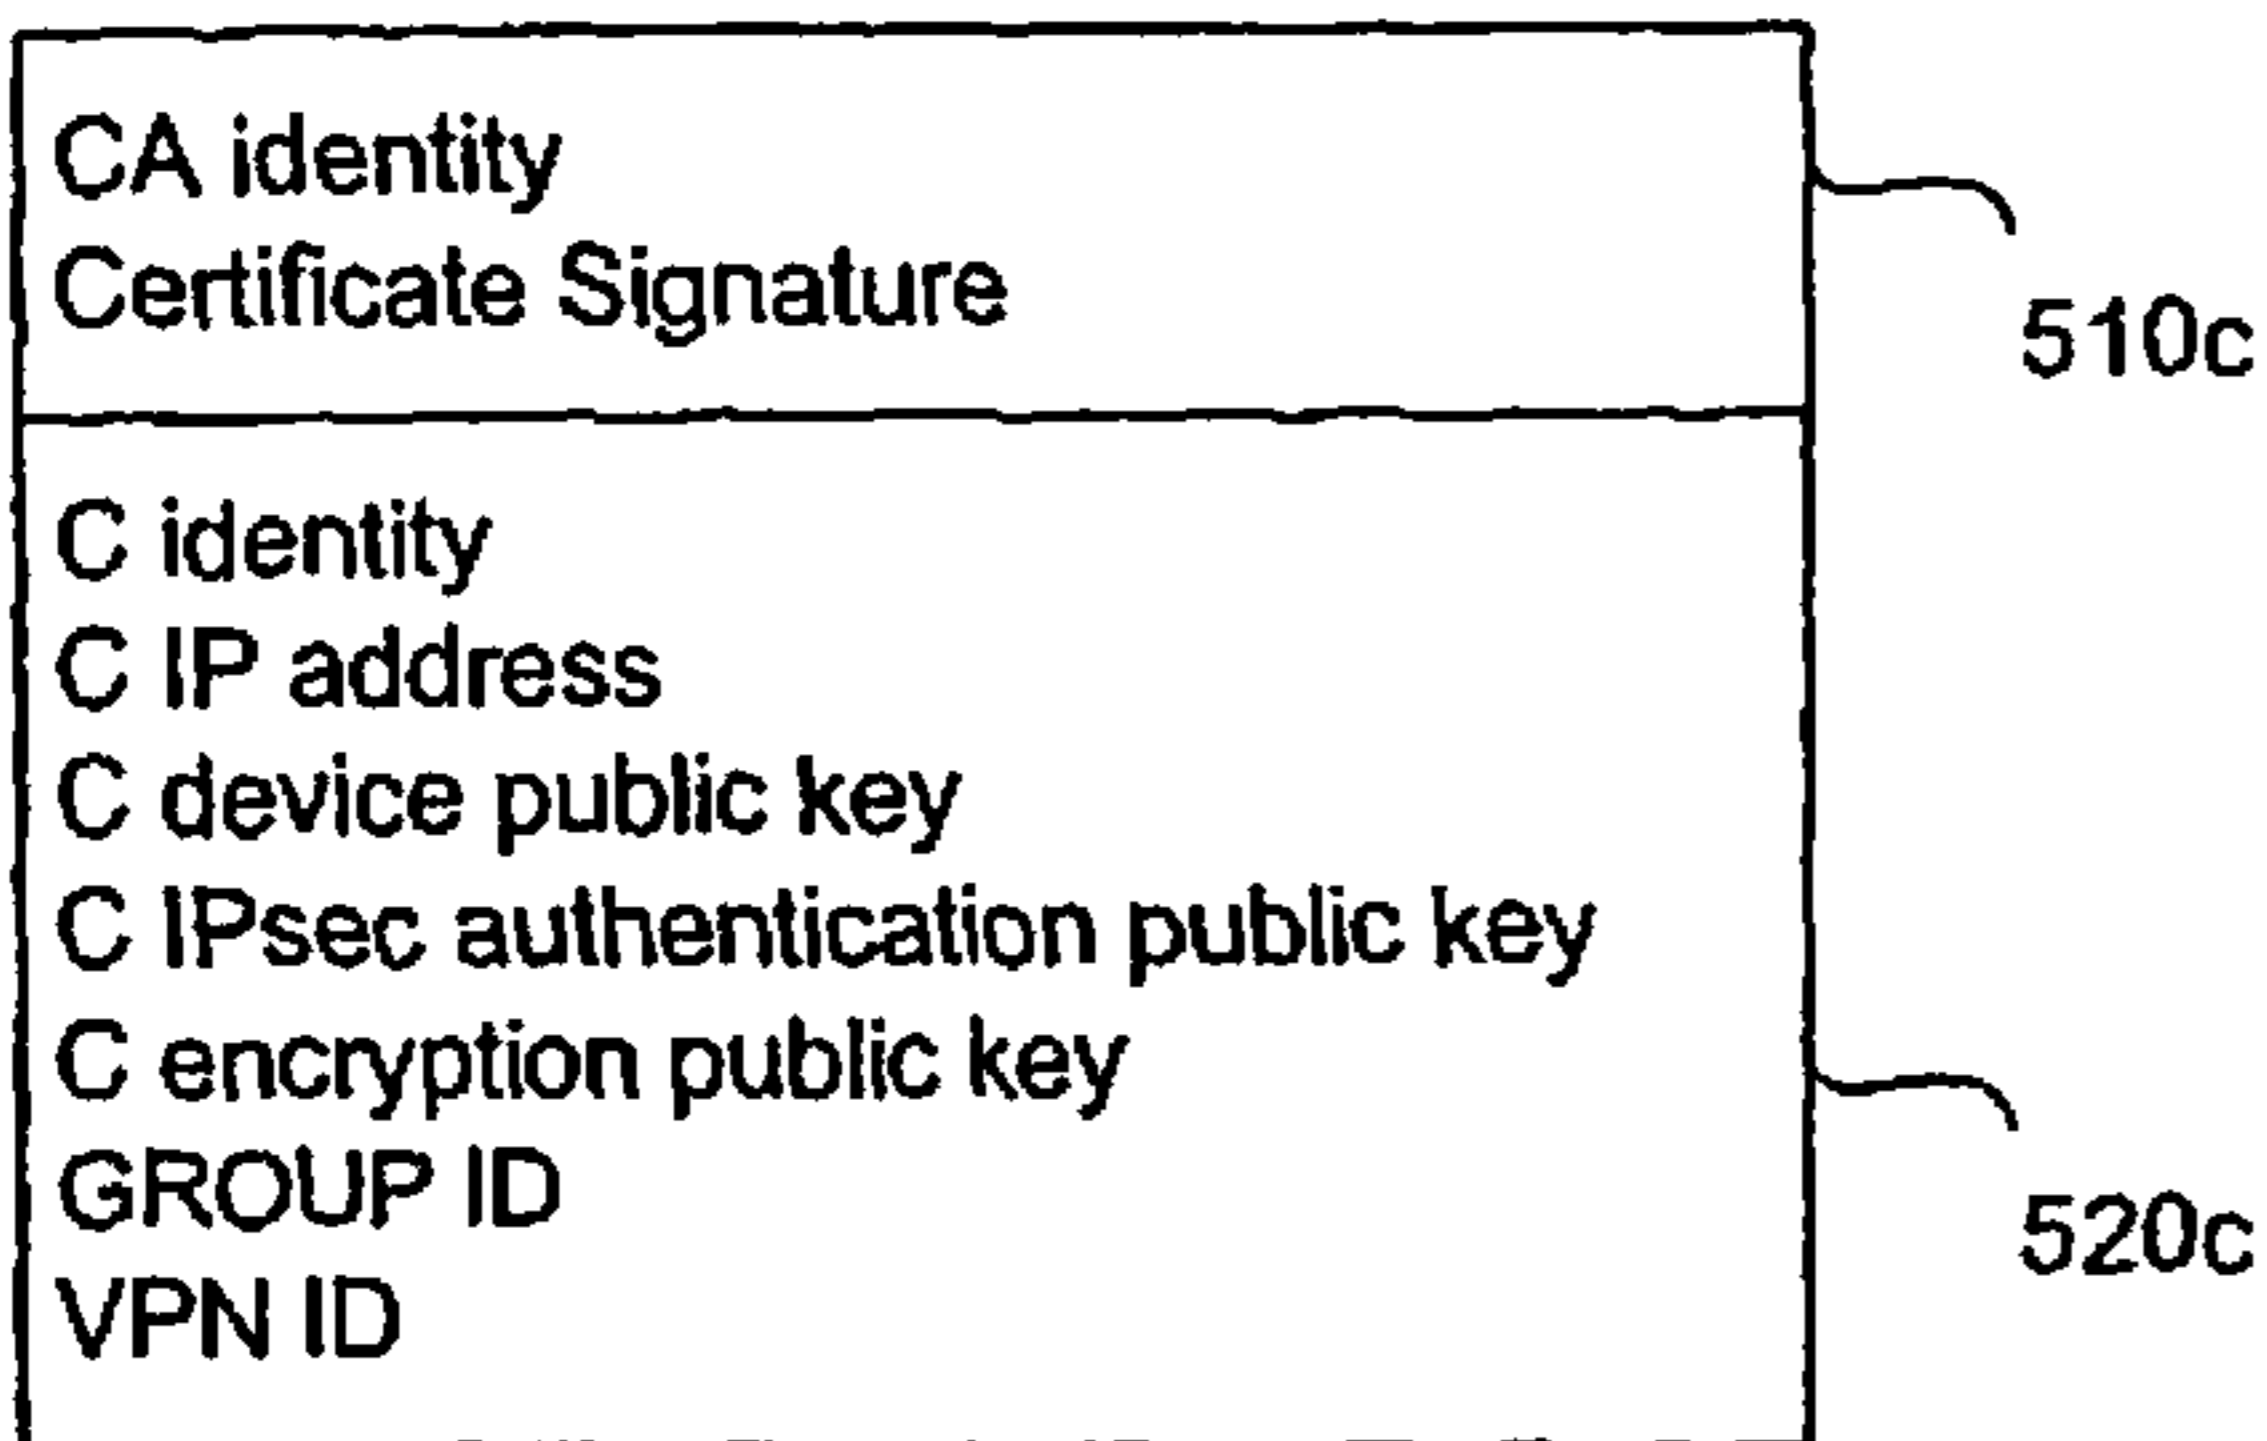 CA identity
Certificate Signature
510c
C identity
C IP address
C device public key
C IPsec authentication public key
C encryption public key
GROUP ID
VPN ID
520c